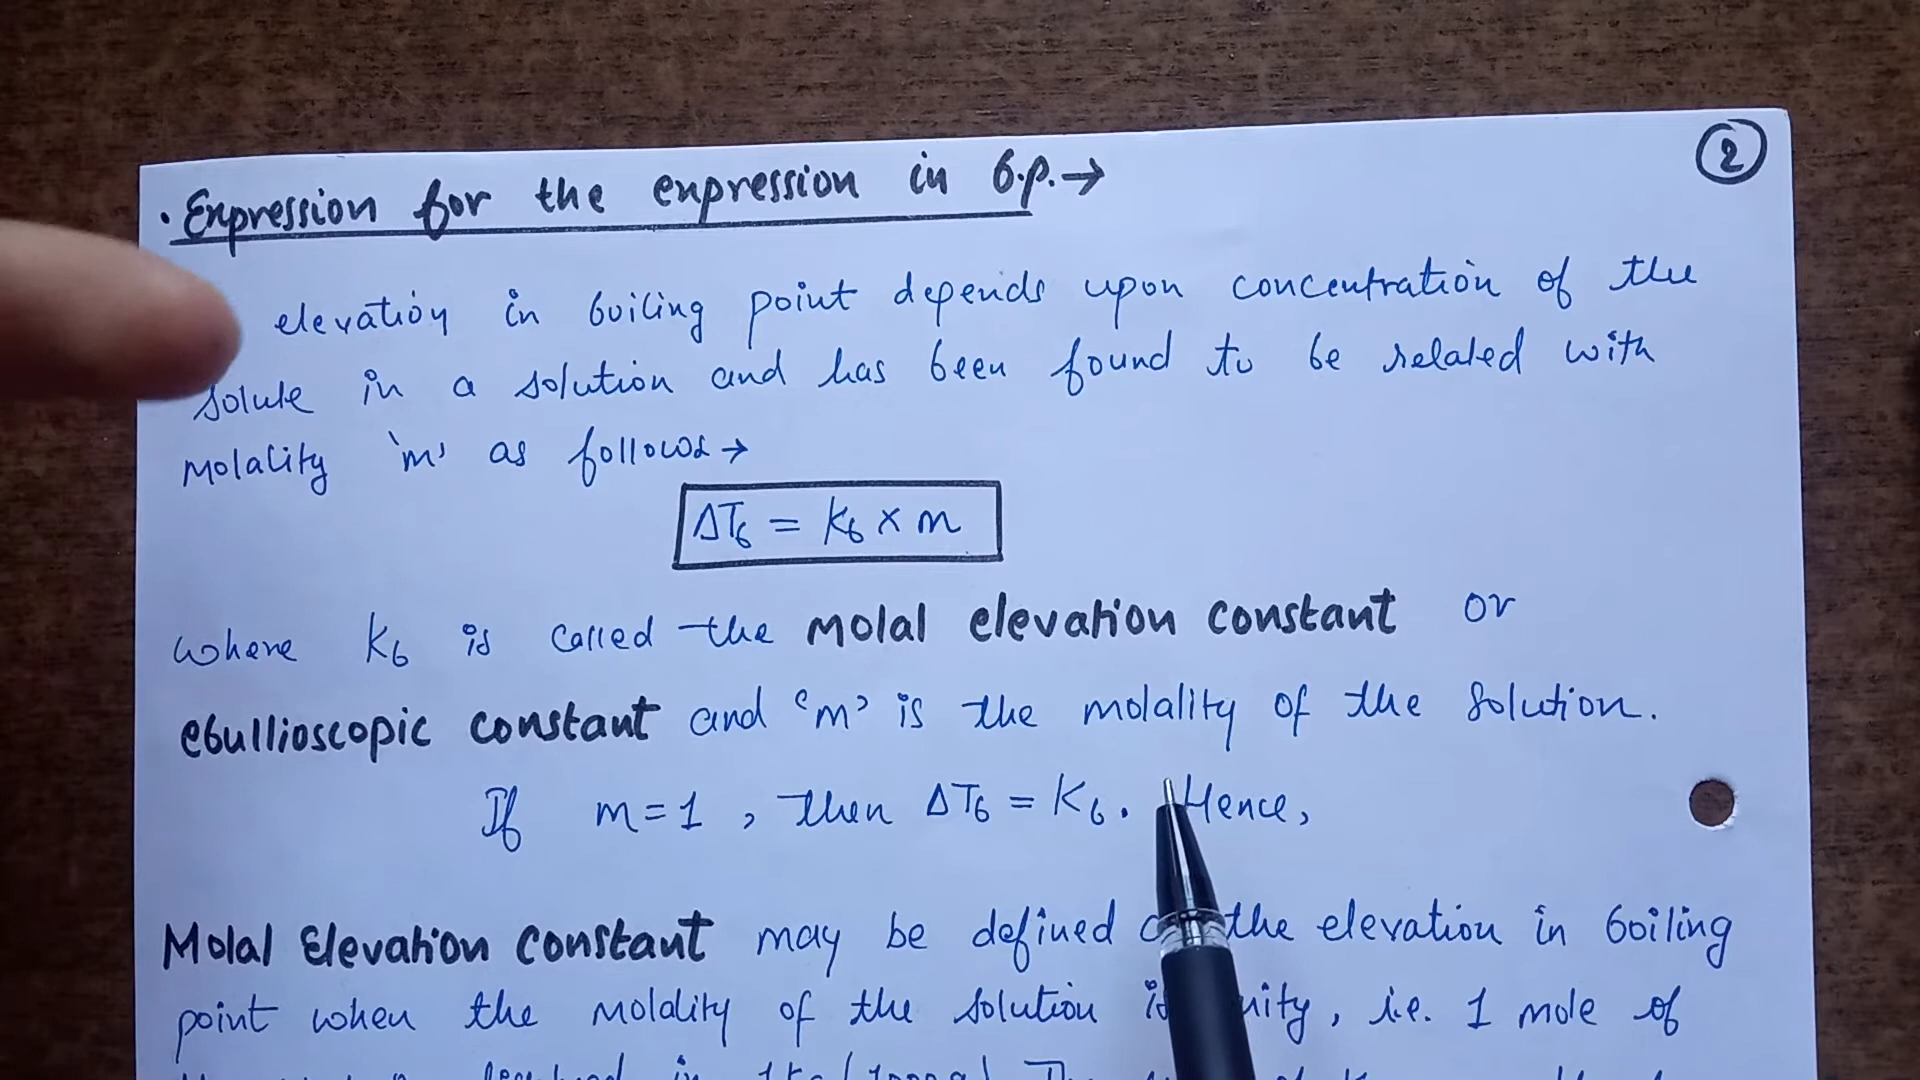 ②
· Expression for the expression in b.p. →
elevation in boiling point depends upon concentration of the
solute in a solution and has been found to be related with
molality 'm' as follows →
ΔTb = Kb × m
where Kb is called the Molal elevation constant or
ebullioscopic constant and 'm' is the molality of the solution.
If m = 1, then ΔTb = Kb. Hence,
Molal Elevation Constant may be defined the elevation in boiling
point when the molality of the solution i.e. 1 mole of
in